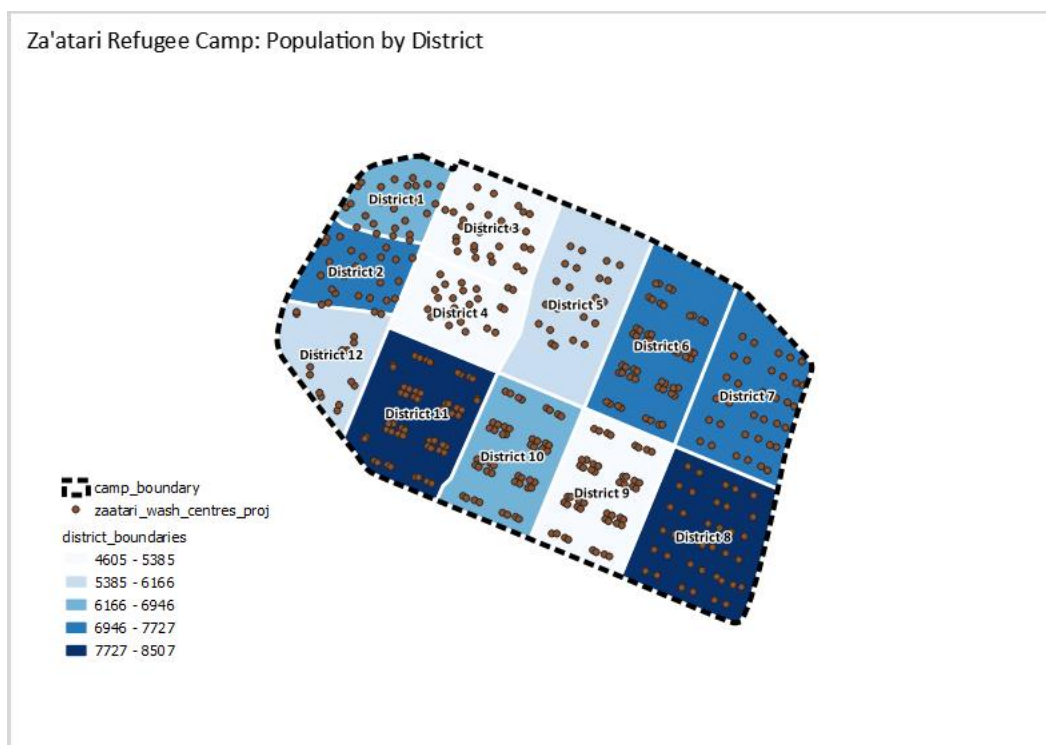 Za'atari Refugee Camp: Population by District
District 1
District 3
District 2
District 5
District 4
District 6
District 12
District 7
District 11
District 10
District 9
District 8
camp_boundary
zaatari_wash_centres_proj
district_boundaries
4605 - 5385
5385 - 6166
6166 - 6946
6946 - 7727
7727 - 8507